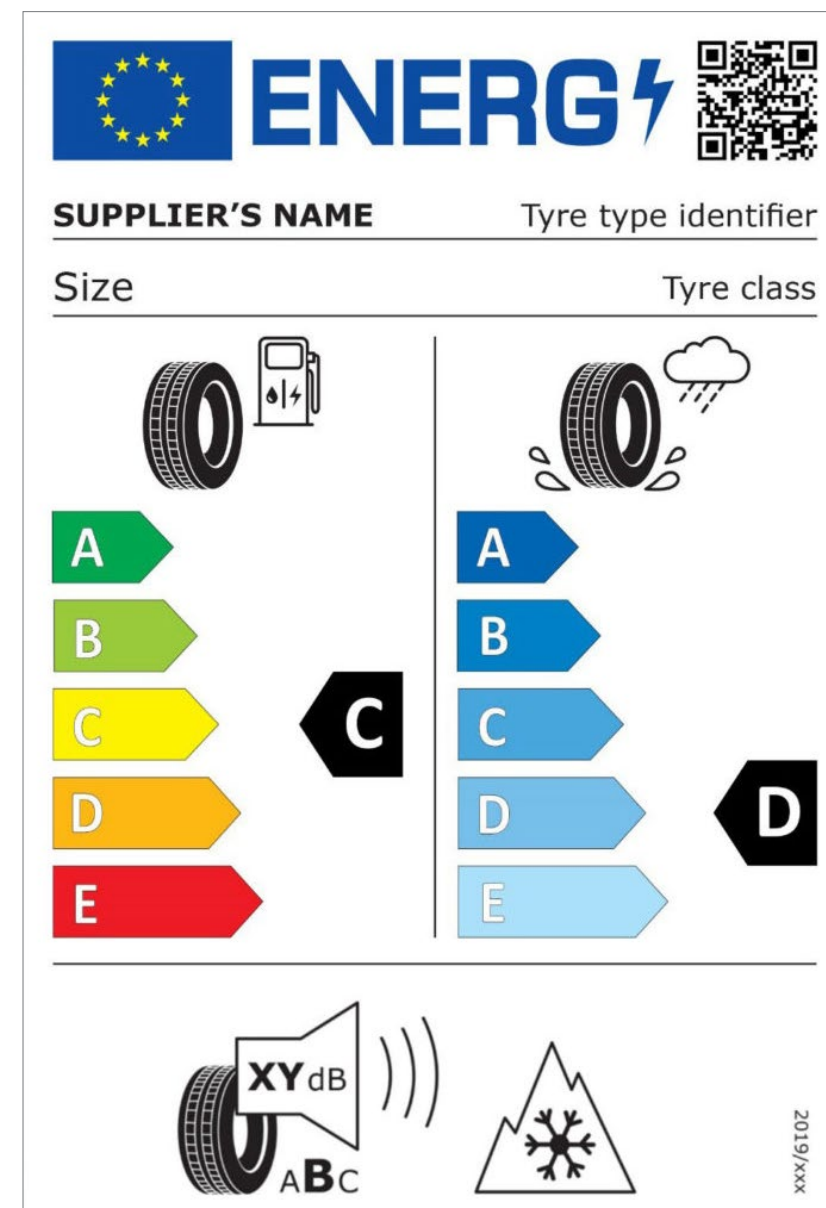 ENERG
SUPPLIER’S NAME
Tyre type identifier
Size
Tyre class
A
B
C
D
E
C
A
B
C
D
E
D
XYdB
ABC
2019/xxx